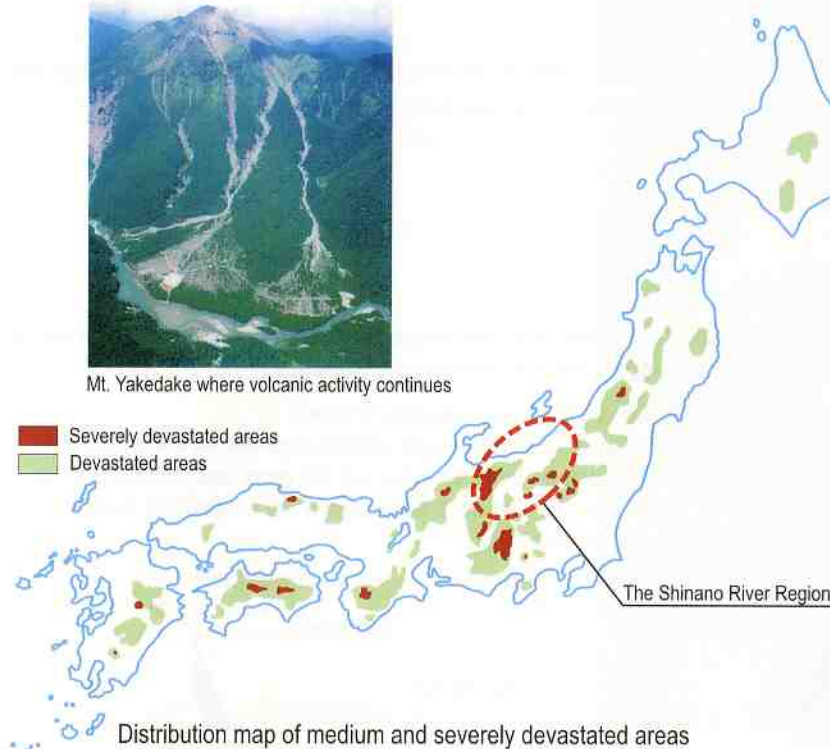 Mt. Yakedake where volcanic activity continues
Severely devastated areas
Devastated areas
The Shinano River Region
Distribution map of medium and severely devastated areas